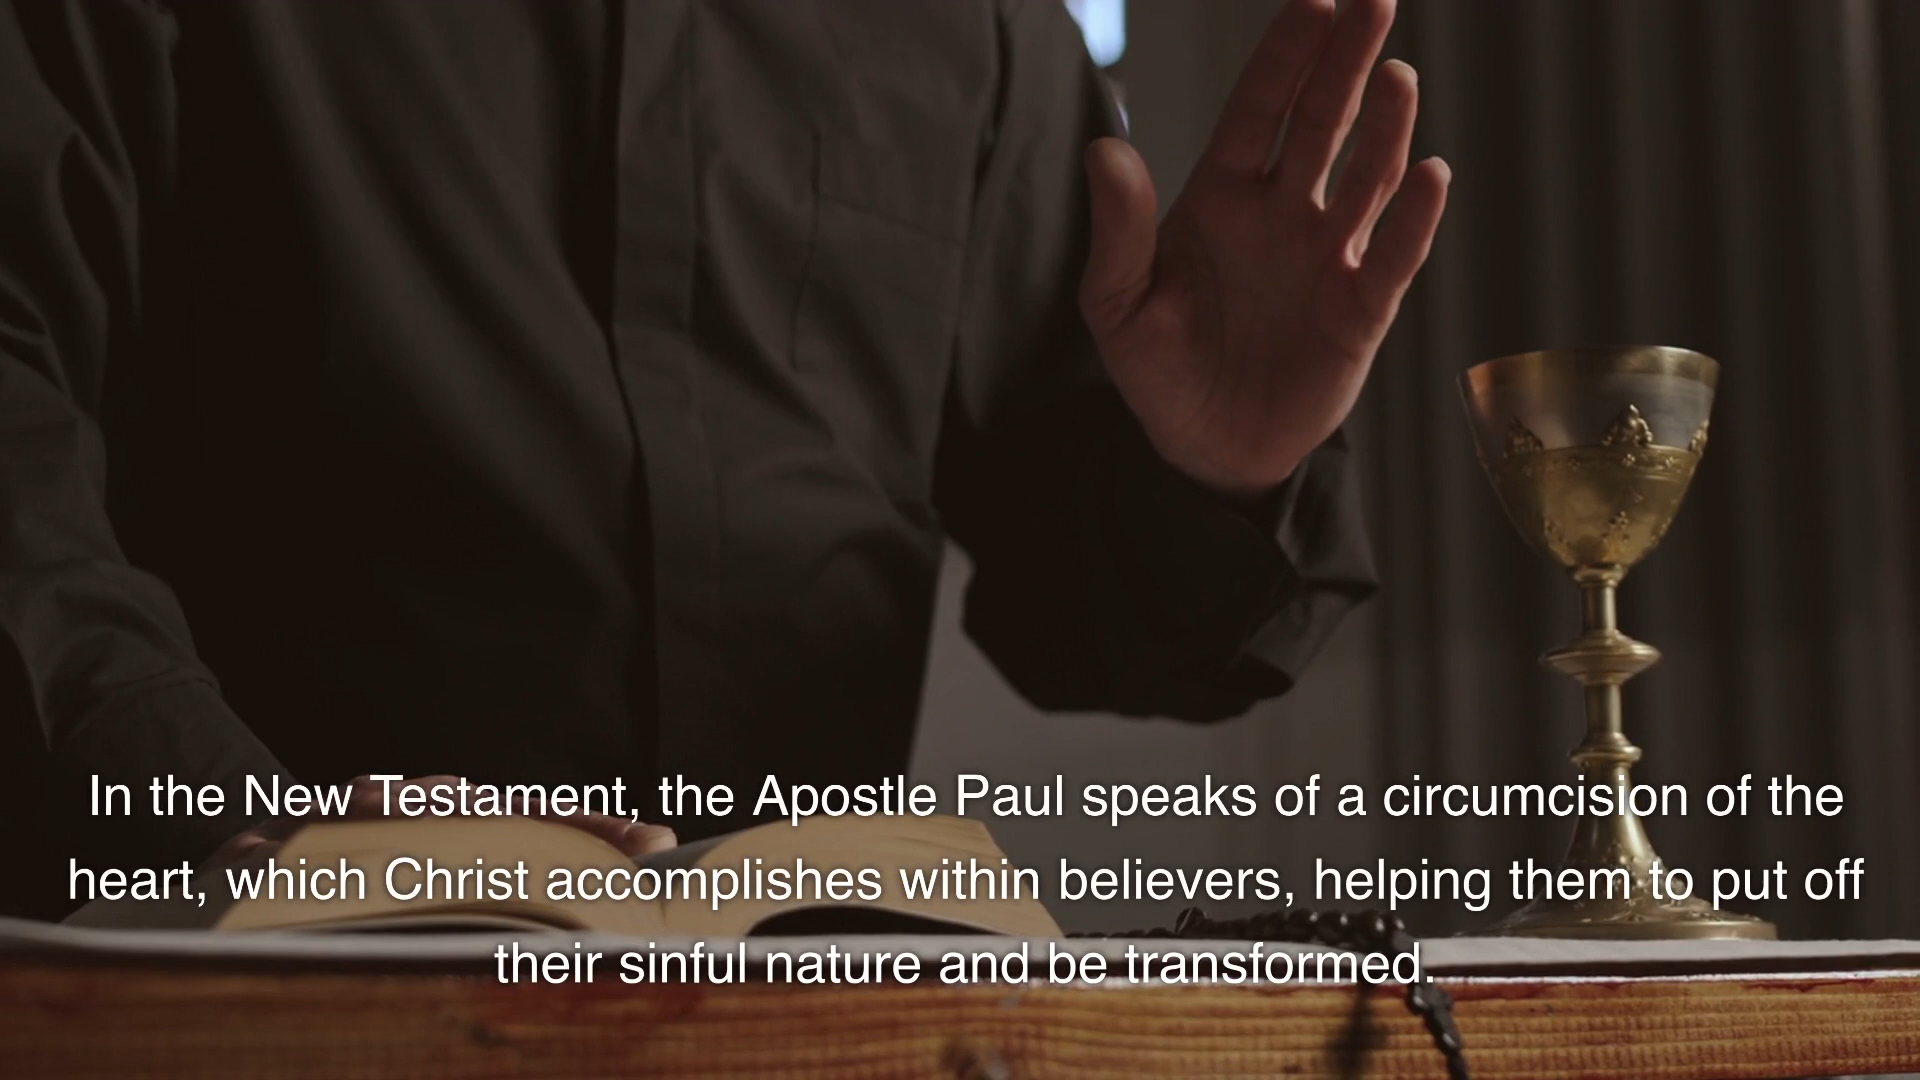 In the New Testament, the Apostle Paul speaks of a circumcision of the
heart, which Christ accomplishes within believers, helping them to put off
their sinful nature and be transformed.